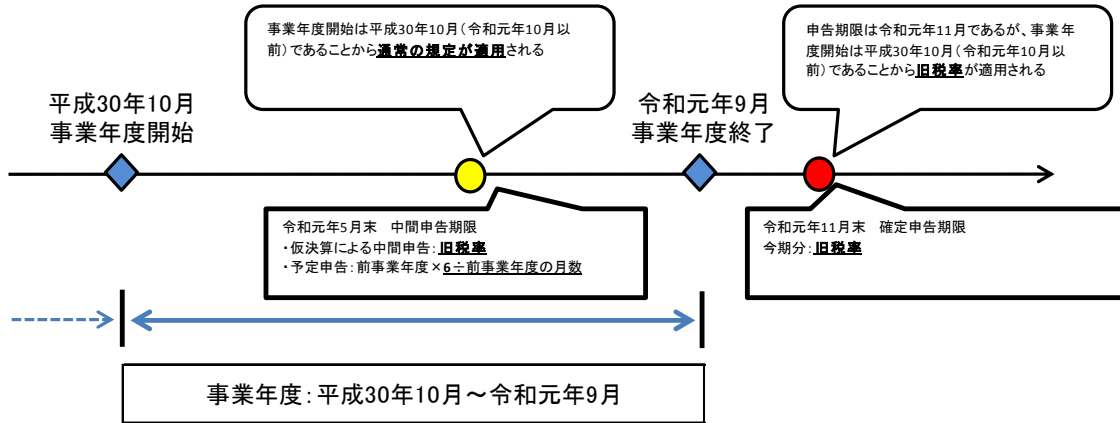 事業年度開始は平成30年10月(令和元年10月以
前)であることから通常の規定が適用される
申告期限は令和元年11月であるが、事業年
度開始は平成30年10月(令和元年10月以
前)であることから旧税率が適用される
平成30年10月
事業年度開始
令和元年9月
事業年度終了
令和元年5月末 中間申告期限
・仮決算による中間申告:旧税率
・予定申告:前事業年度×6÷前事業年度の月数
令和元年11月末 確定申告期限
今期分:旧税率
事業年度:平成30年10月~令和元年9月